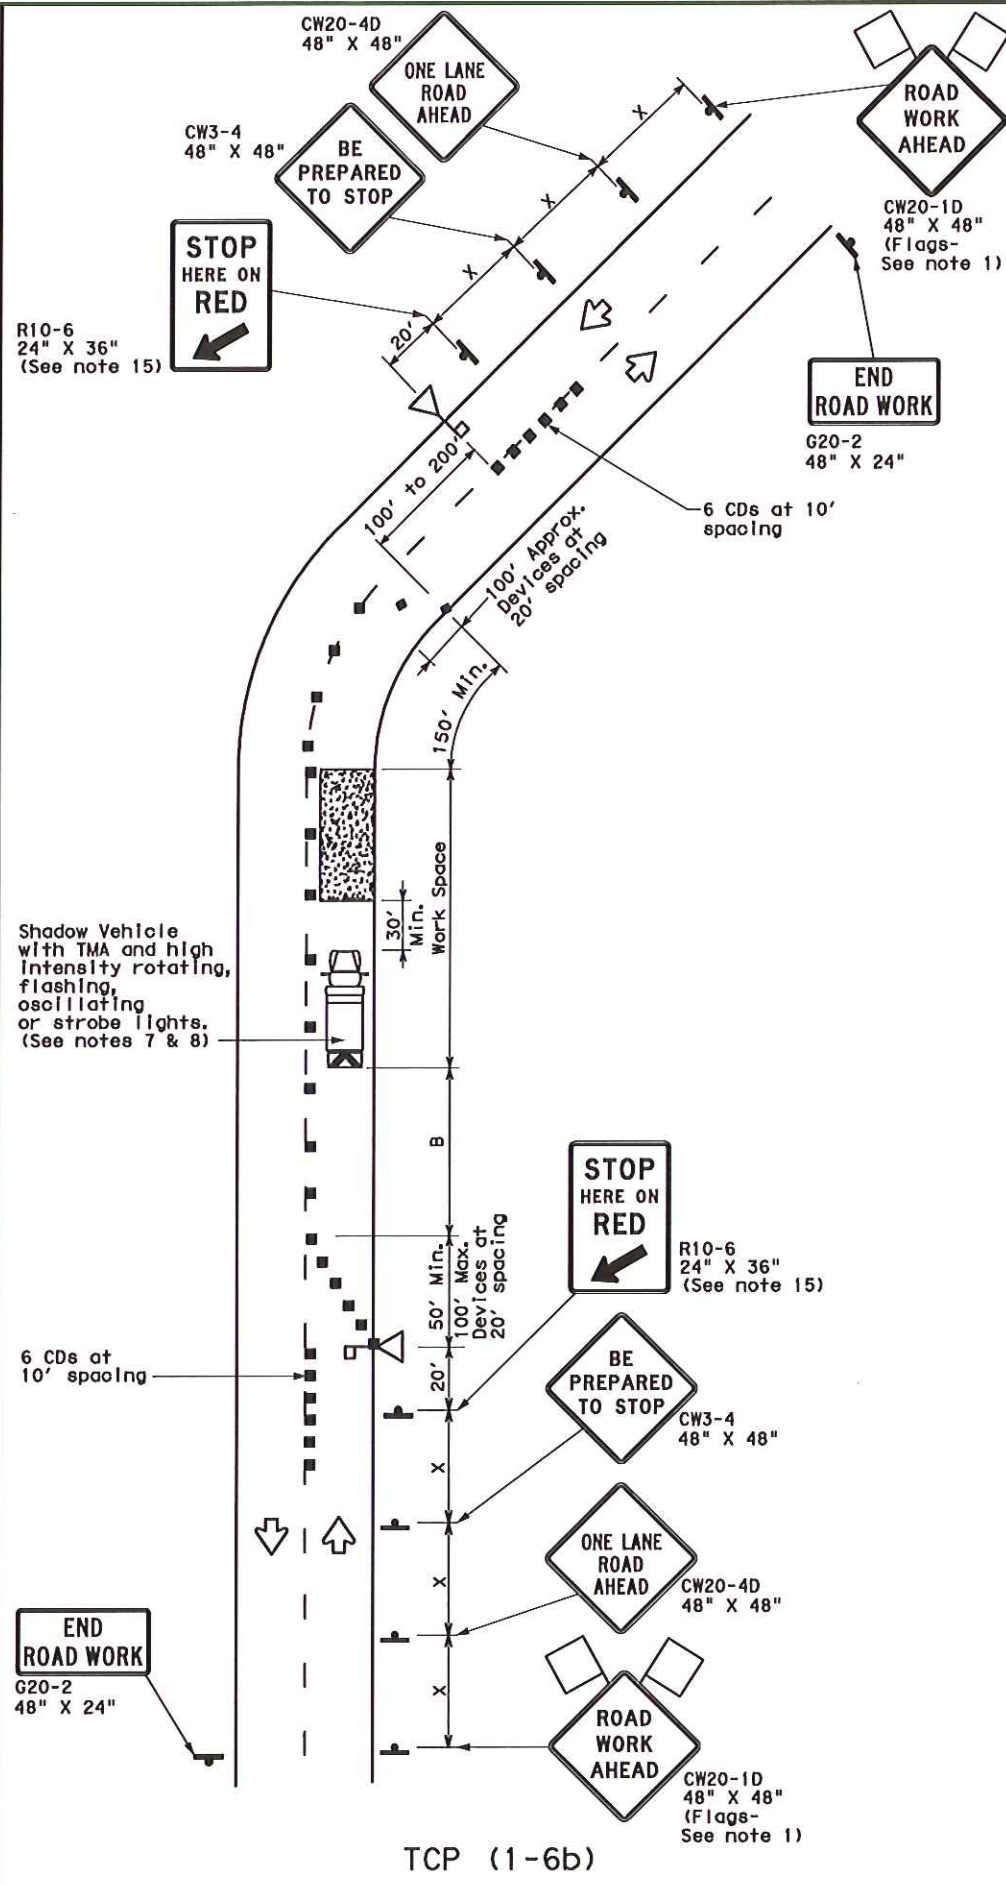 CW20-4D
48" X 48"
ONE LANE
ROAD
AHEAD
ROAD
WORK
AHEAD
CW20-1D
48" X 48"
(Flags-
See note 1)
CW3-4
48" X 48"
BE
PREPARED
TO STOP
STOP
HERE ON
RED
R10-6
24" X 36"
(See note 15)
X
X
X
20'
END
ROAD WORK
G20-2
48" X 24"
100' to 200'
6 CDs at 10'
spacing
100' Approx.
Devices at
20' spacing
150' Min.
Work Space
30'
Min.
Shadow Vehicle
with TMA and high
intensity rotating,
flashing,
oscillating
or strobe lights.
(See notes 7 & 8)
B
50' Min.
100' Max.
Devices at
20' spacing
STOP
HERE ON
RED
R10-6
24" X 36"
(See note 15)
6 CDs at
10' spacing
20'
BE
PREPARED
TO STOP
CW3-4
48" X 48"
X
ONE LANE
ROAD
AHEAD
CW20-4D
48" X 48"
X
END
ROAD WORK
G20-2
48" X 24"
X
ROAD
WORK
AHEAD
CW20-1D
48" X 48"
(Flags-
See note 1)
TCP (1-6b)